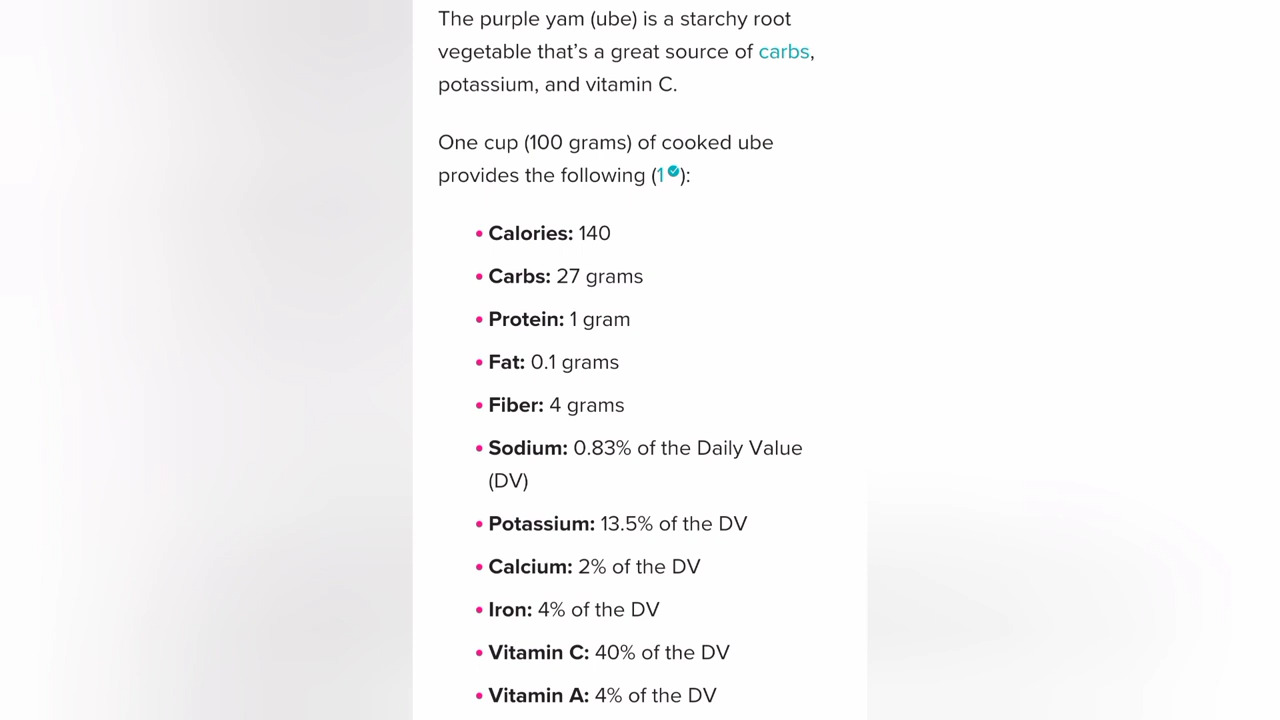 The purple yam (ube) is a starchy root
vegetable that's a great source of carbs,
potassium, and vitamin C.
One cup (100 grams) of cooked ube
provides the following (1):
• Calories: 140
• Carbs: 27 grams
• Protein: 1 gram
• Fat: 0.1 grams
• Fiber: 4 grams
• Sodium: 0.83% of the Daily Value
(DV)
• Potassium: 13.5% of the DV
• Calcium: 2% of the DV
• Iron: 4% of the DV
• Vitamin C: 40% of the DV
• Vitamin A: 4% of the DV